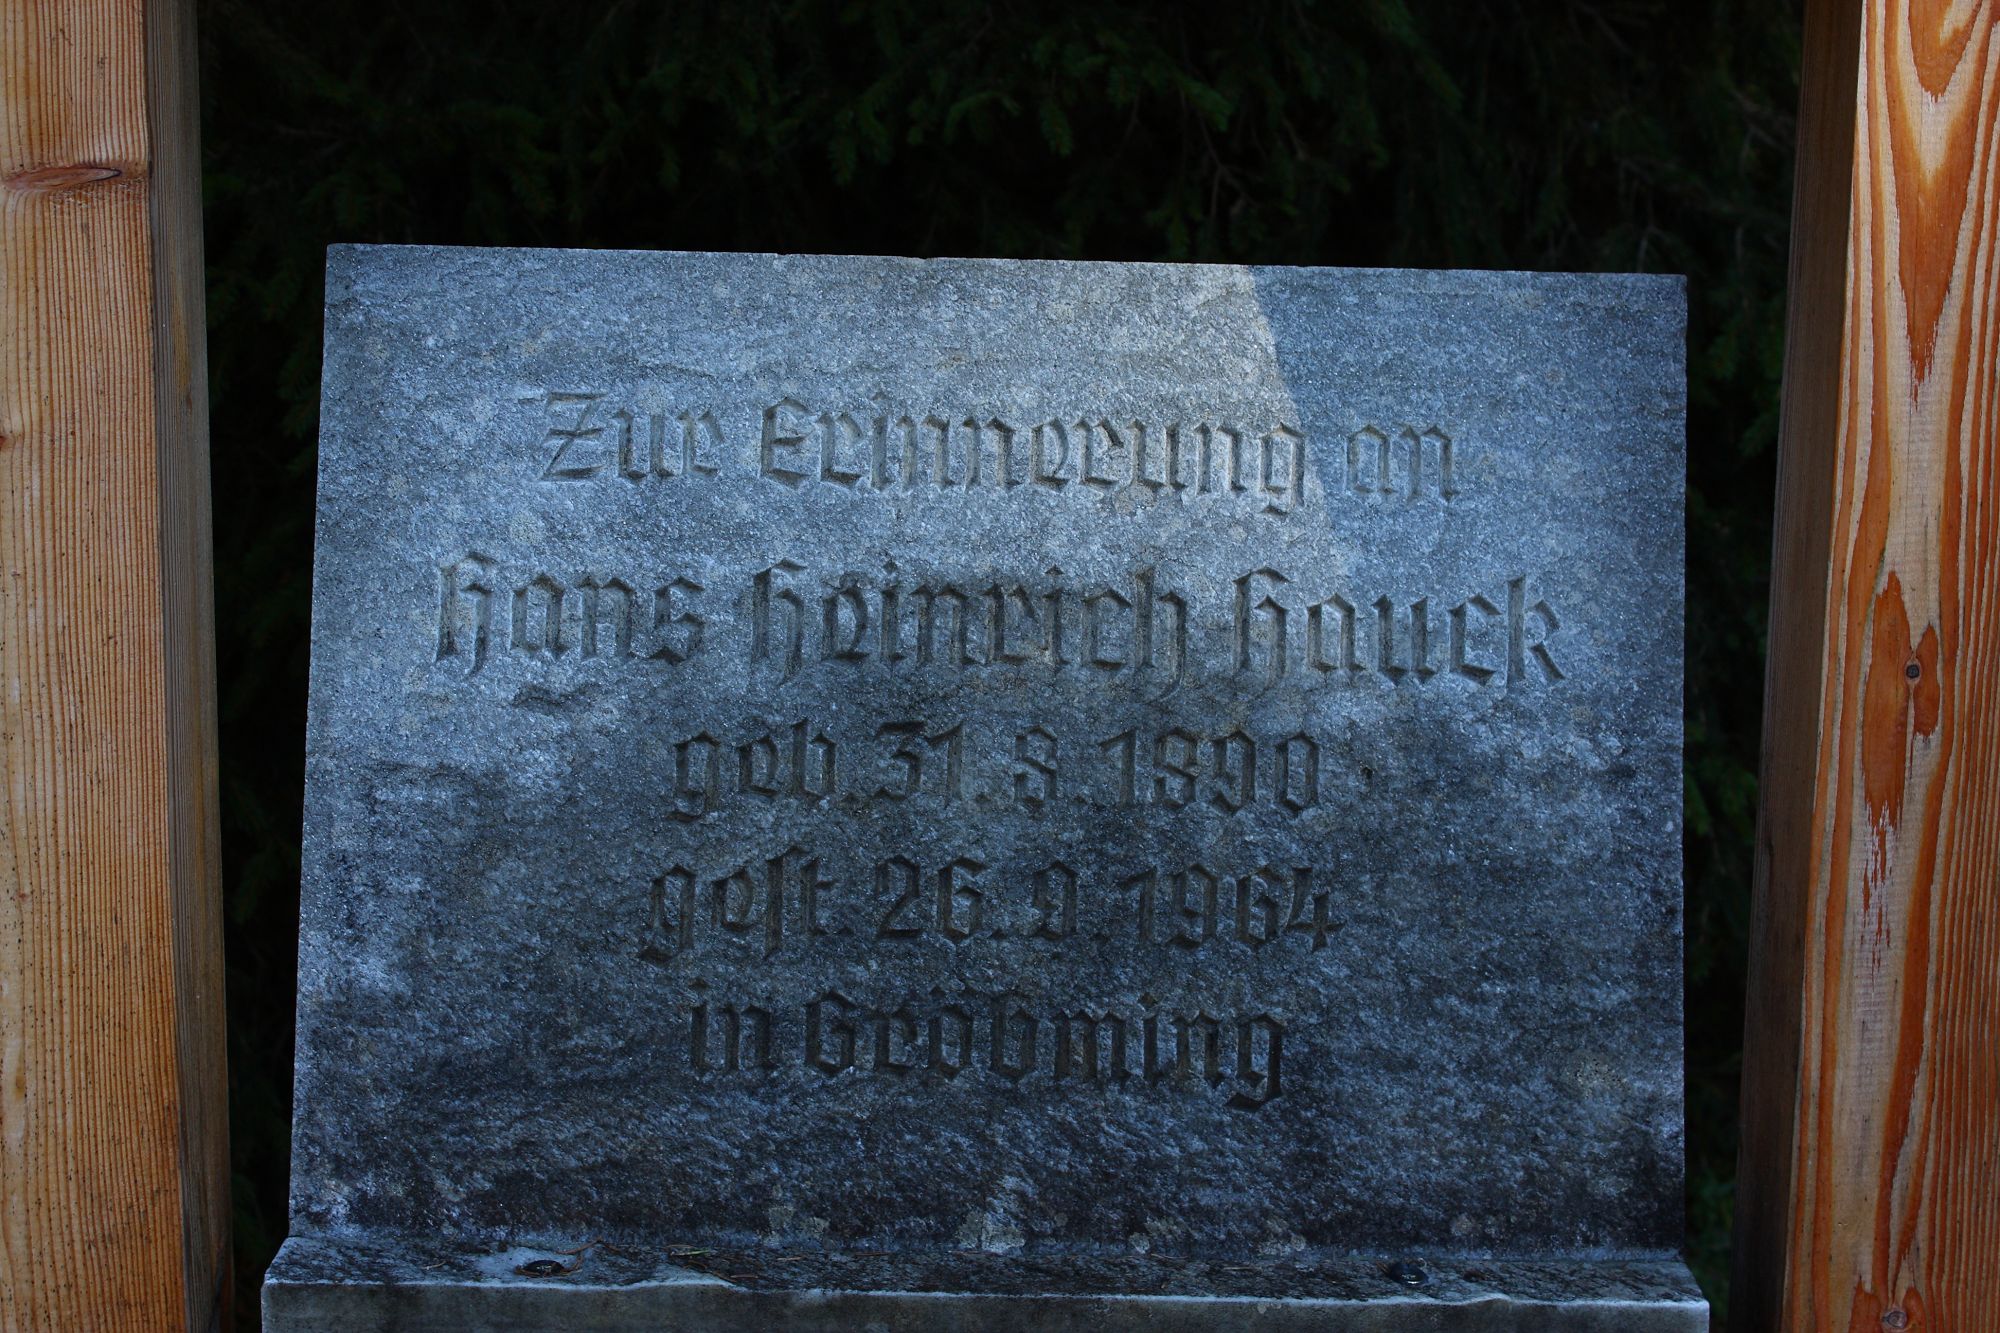 Zur Erinnerung an
Hans Heinrich Hauck
geb. 31. 8. 1890
gest. 26. 9. 1964
in Gröbming